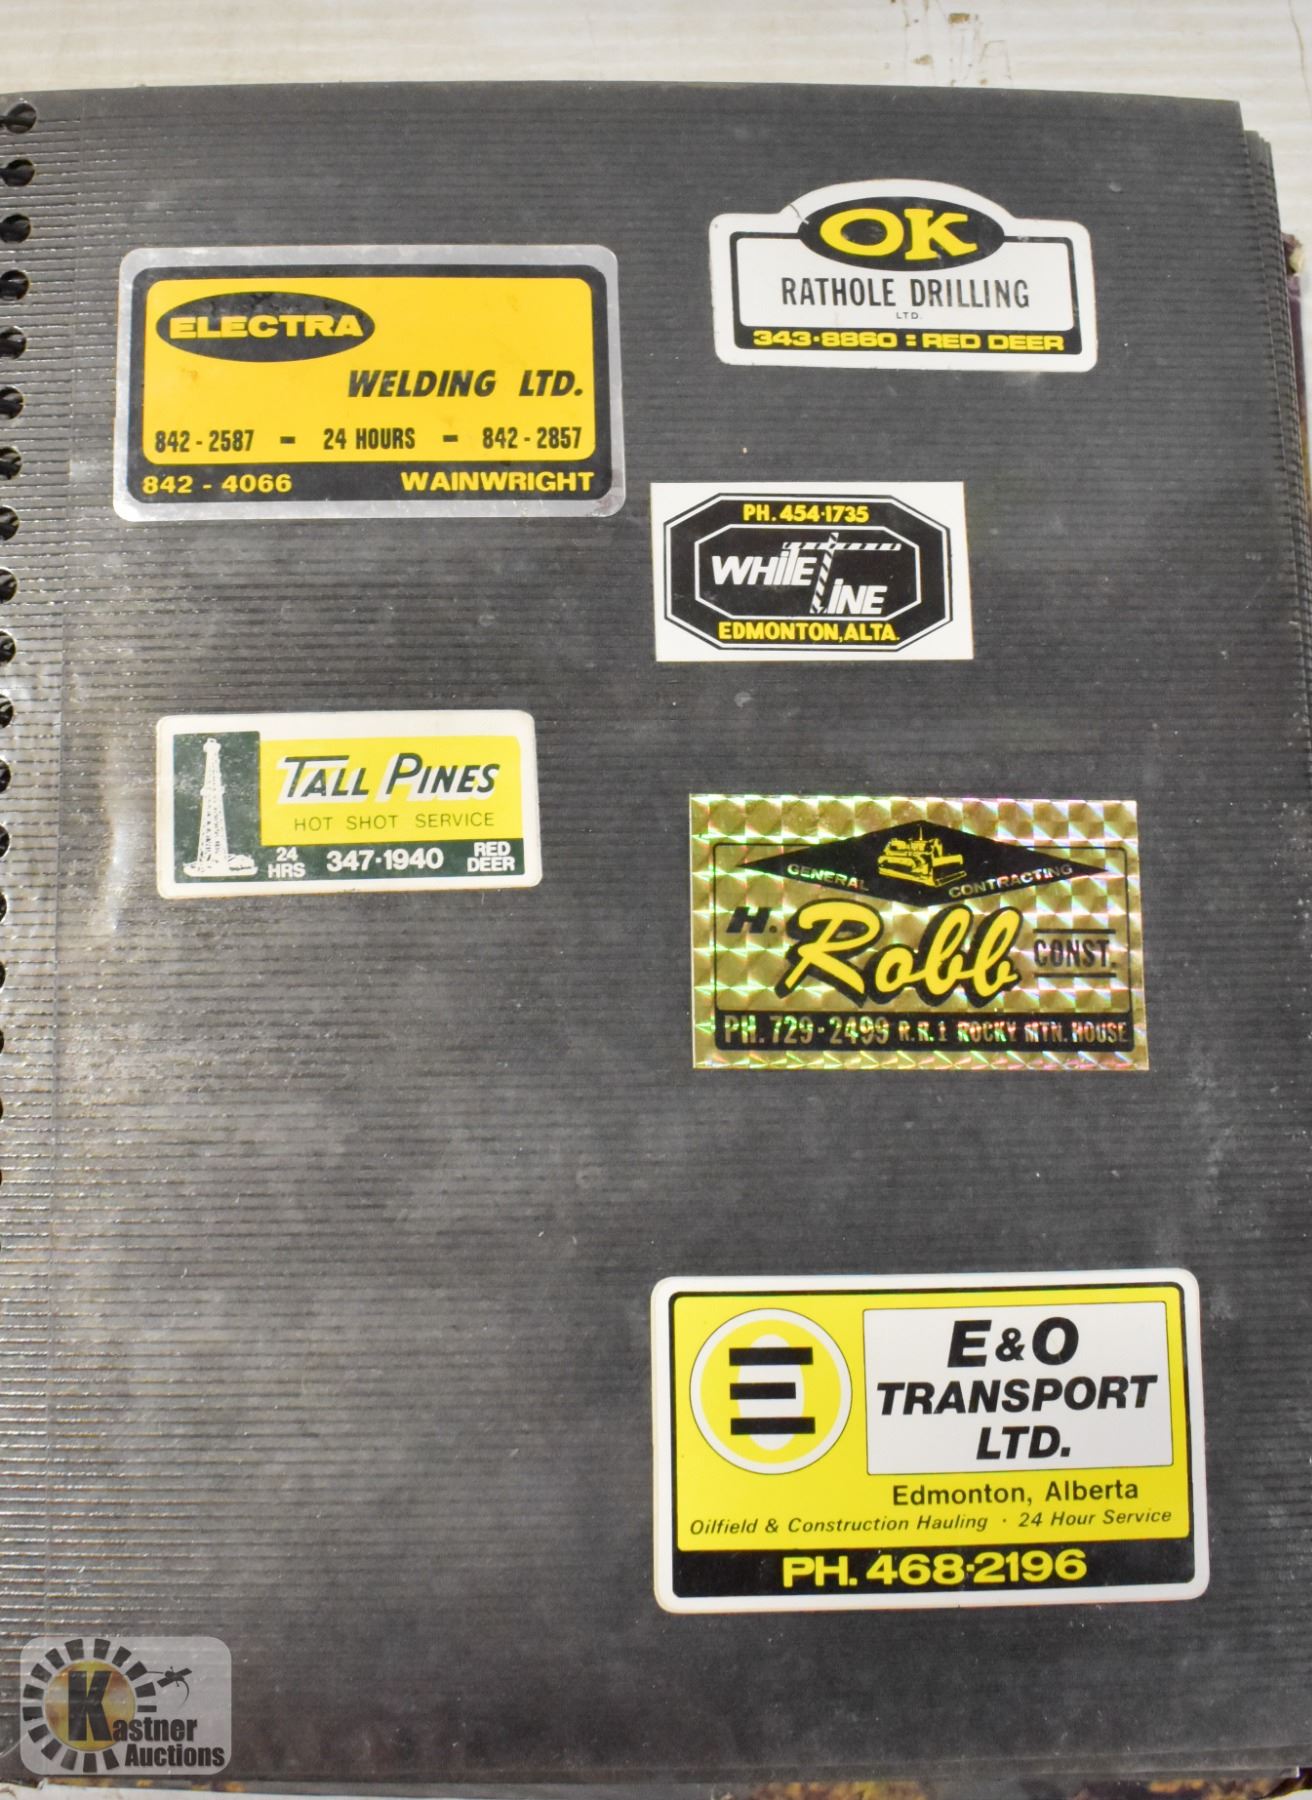 ELECTRA
WELDING LTD.
842 - 2587 - 24 HOURS - 842 - 2857
842 - 4066 WAINWRIGHT
OK
RATHOLE DRILLING
LTD.
343·8860 : RED DEER
PH. 454·1735
WHITE
LINE
EDMONTON, ALTA.
TALL PINES
HOT SHOT SERVICE
24 HRS 347·1940 RED DEER
GENERAL CONTRACTING
H. Robb CONST.
PH. 729 - 2499 R.R.1 ROCKY MTN. HOUSE
E & O
TRANSPORT
LTD.
Edmonton, Alberta
Oilfield & Construction Hauling · 24 Hour Service
PH. 468·2196
Kastner
Auctions